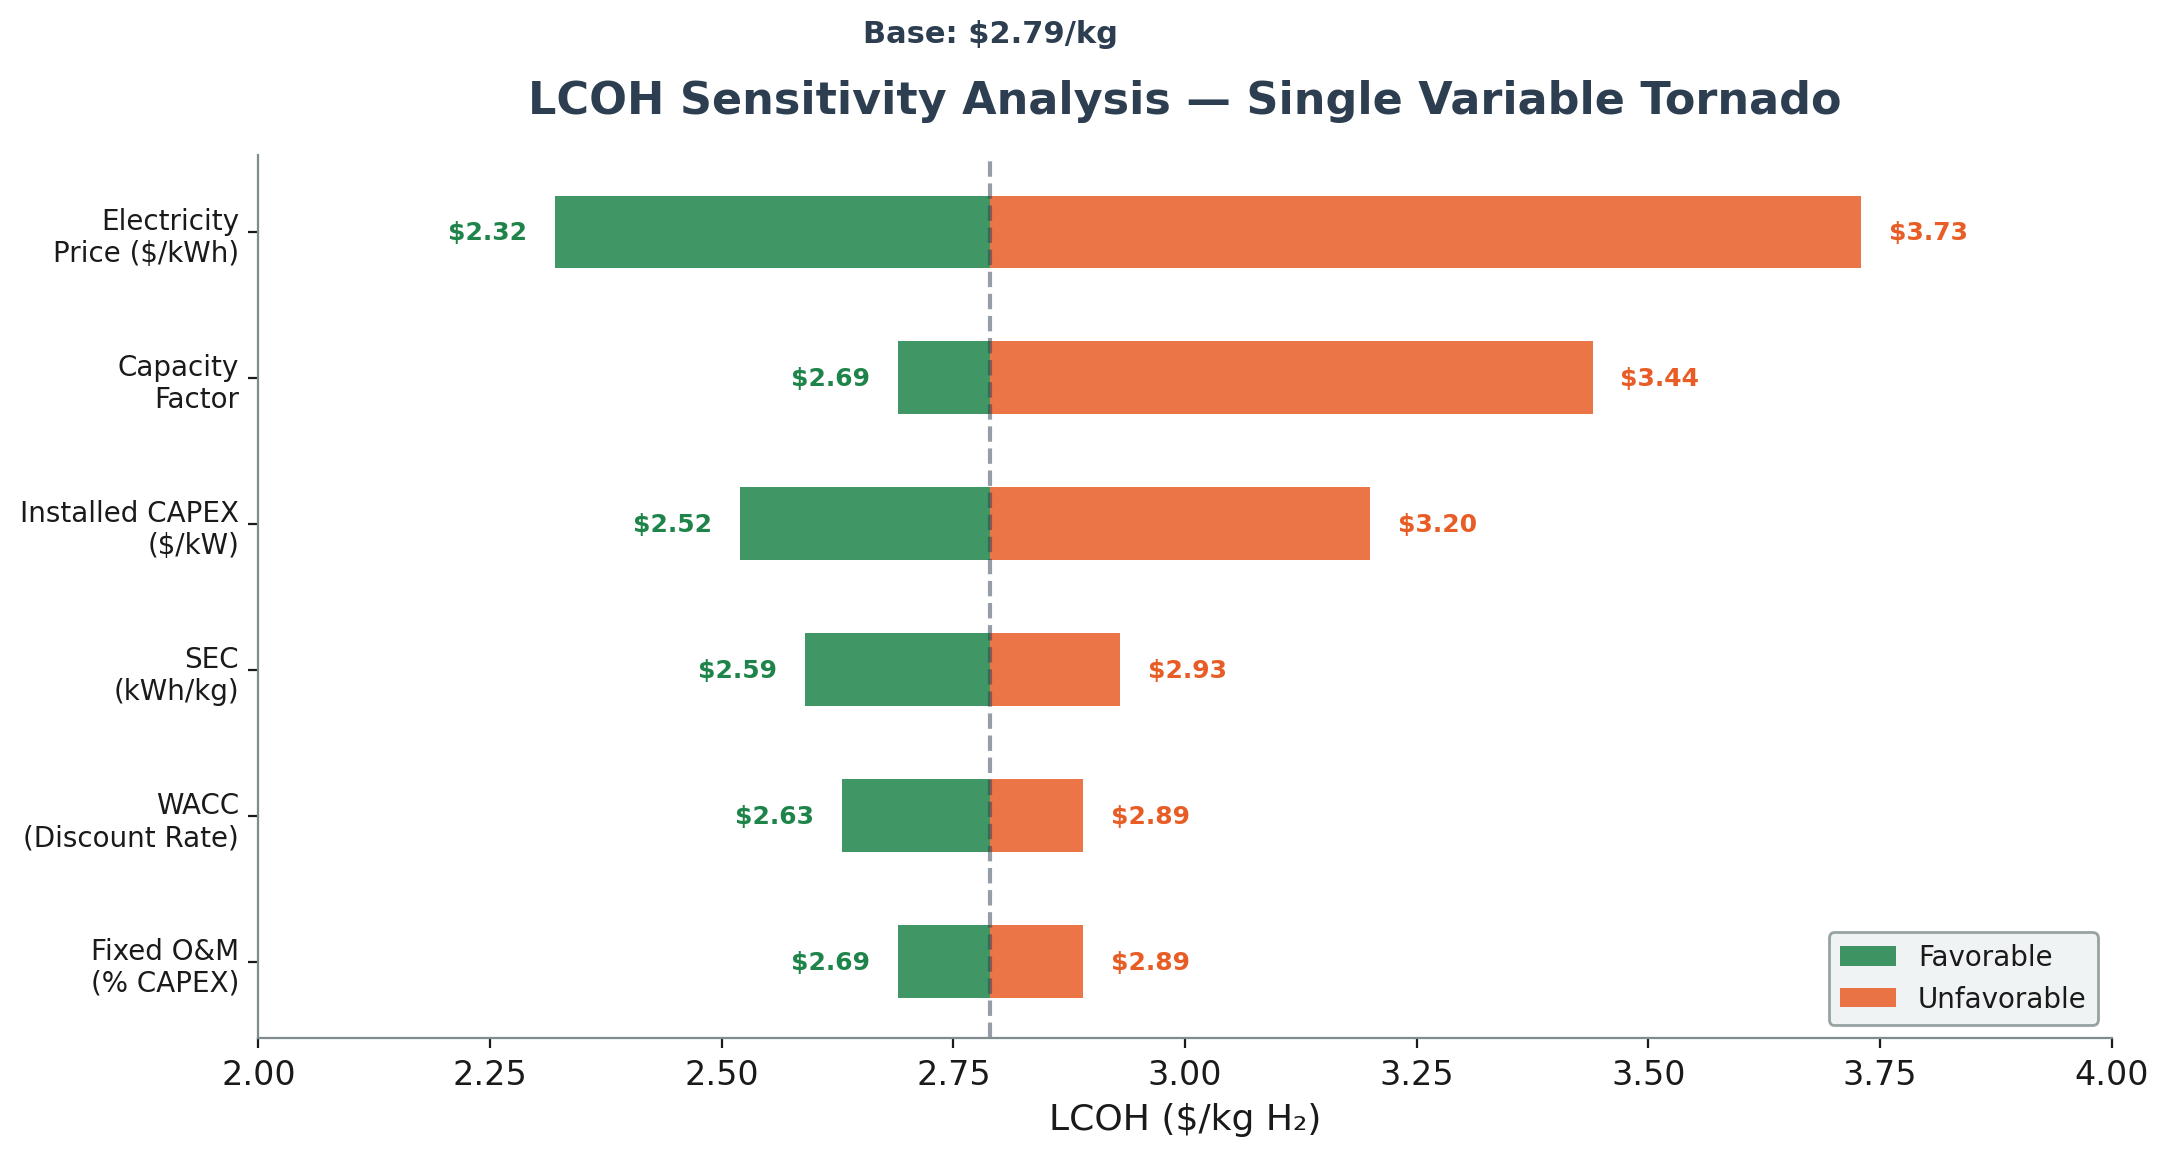 Base: $2.79/kg
LCOH Sensitivity Analysis — Single Variable Tornado
Electricity
Price ($/kWh)
$2.32
$3.73
Capacity
Factor
$2.69
$3.44
Installed CAPEX
($/kW)
$2.52
$3.20
SEC
(kWh/kg)
$2.59
$2.93
WACC
(Discount Rate)
$2.63
$2.89
Fixed O&M
(% CAPEX)
$2.69
$2.89
Favorable
Unfavorable
2.00 2.25 2.50 2.75 3.00 3.25 3.50 3.75 4.00
LCOH ($/kg H₂)